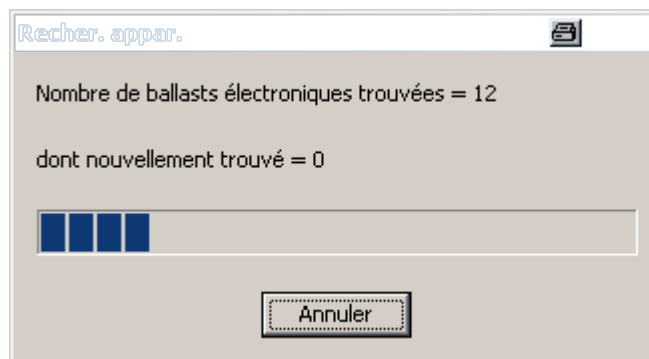 Recher. appar.
Nombre de ballasts électroniques trouvées = 12
dont nouvellement trouvé = 0
Annuler